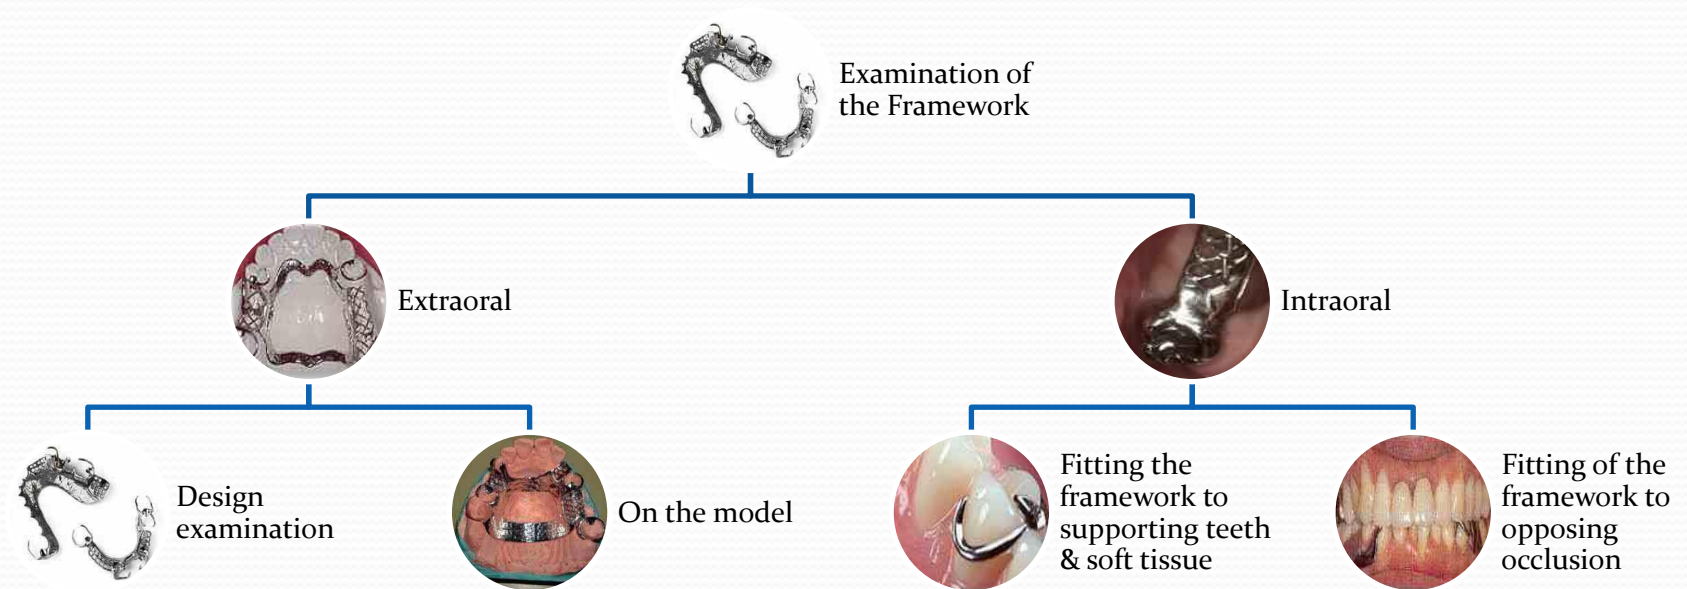 Examination of
the Framework
Extraoral
Intraoral
Design
examination
On the model
Fitting the
framework to
supporting teeth
& soft tissue
Fitting of the
framework to
opposing
occlusion